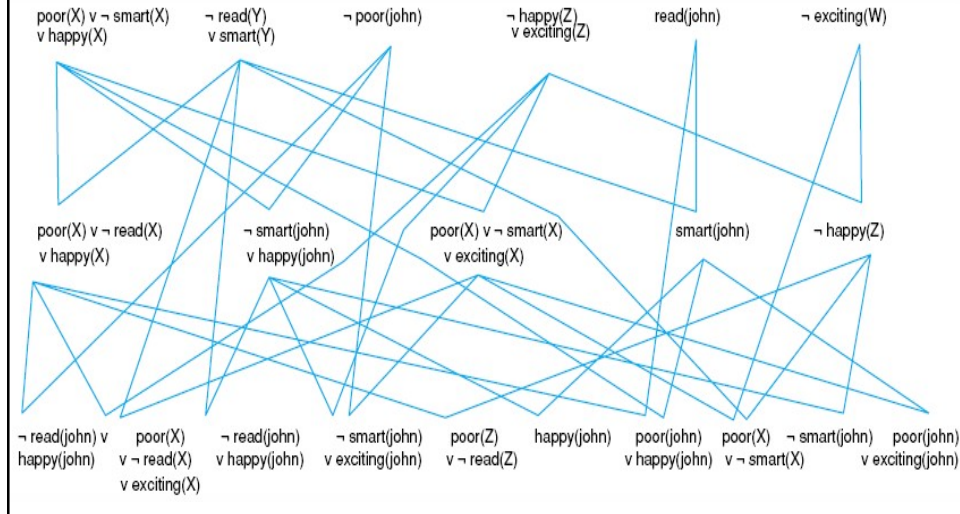 poor(X) v ¬ smart(X)
v happy(X)
¬ read(Y)
v smart(Y)
¬ poor(john)
¬ happy(Z)
v exciting(Z)
read(john)
¬ exciting(W)
poor(X) v ¬ read(X)
v happy(X)
¬ smart(john)
v happy(john)
poor(X) v ¬ smart(X)
v exciting(X)
smart(john)
¬ happy(Z)
¬ read(john) v
happy(john)
poor(X)
v ¬ read(X)
v exciting(X)
¬ read(john)
v happy(john)
¬ smart(john)
v exciting(john)
poor(Z)
v ¬ read(Z)
happy(john)
poor(john)
v happy(john)
poor(X)
v ¬ smart(X)
¬ smart(john)
poor(john)
v exciting(john)